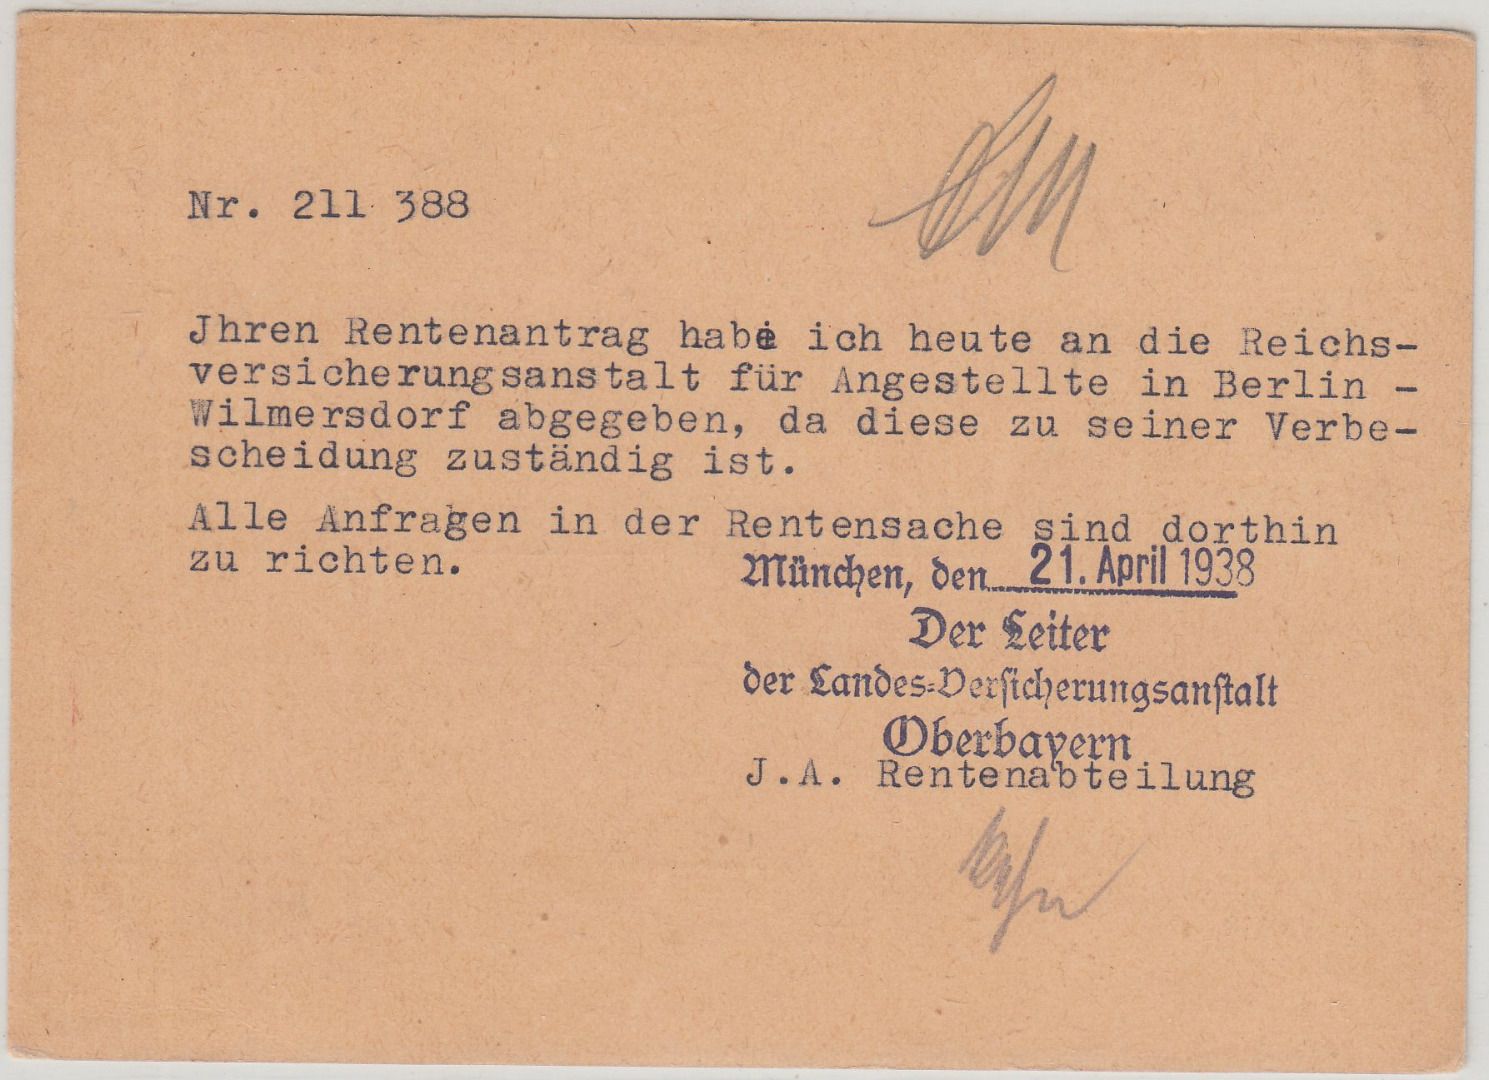 Nr. 211 388
Jhren Rentenantrag habe ich heute an die Reichs-
versicherungsanstalt für Angestellte in Berlin -
Wilmersdorf abgegeben, da diese zu seiner Verbe-
scheidung zuständig ist.
Alle Anfragen in der Rentensache sind dorthin
zu richten.
München, den 21. April 1938
Der Leiter
der Landes-Versicherungsanstalt
Oberbayern
J.A. Rentenabteilung